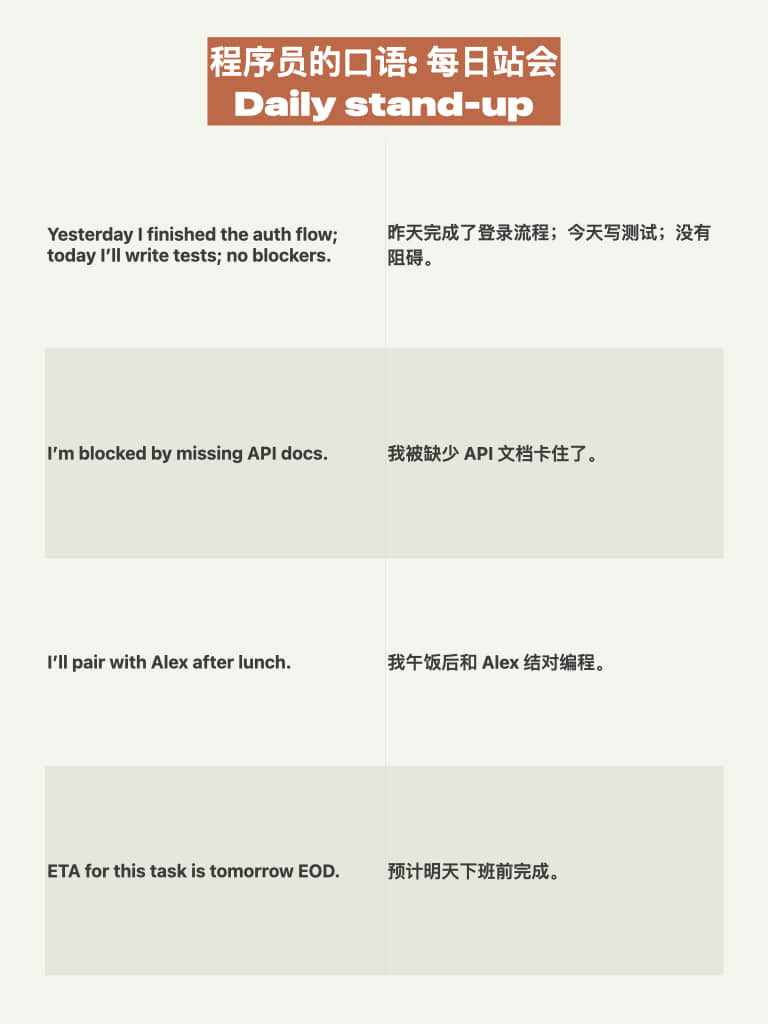 程序员的口语: 每日站会
Daily stand-up
Yesterday I finished the auth flow;
today I’ll write tests; no blockers.
昨天完成了登录流程；今天写测试；没有
阻碍。
I’m blocked by missing API docs.
我被缺少 API 文档卡住了。
I’ll pair with Alex after lunch.
我午饭后和 Alex 结对编程。
ETA for this task is tomorrow EOD.
预计明天下班前完成。